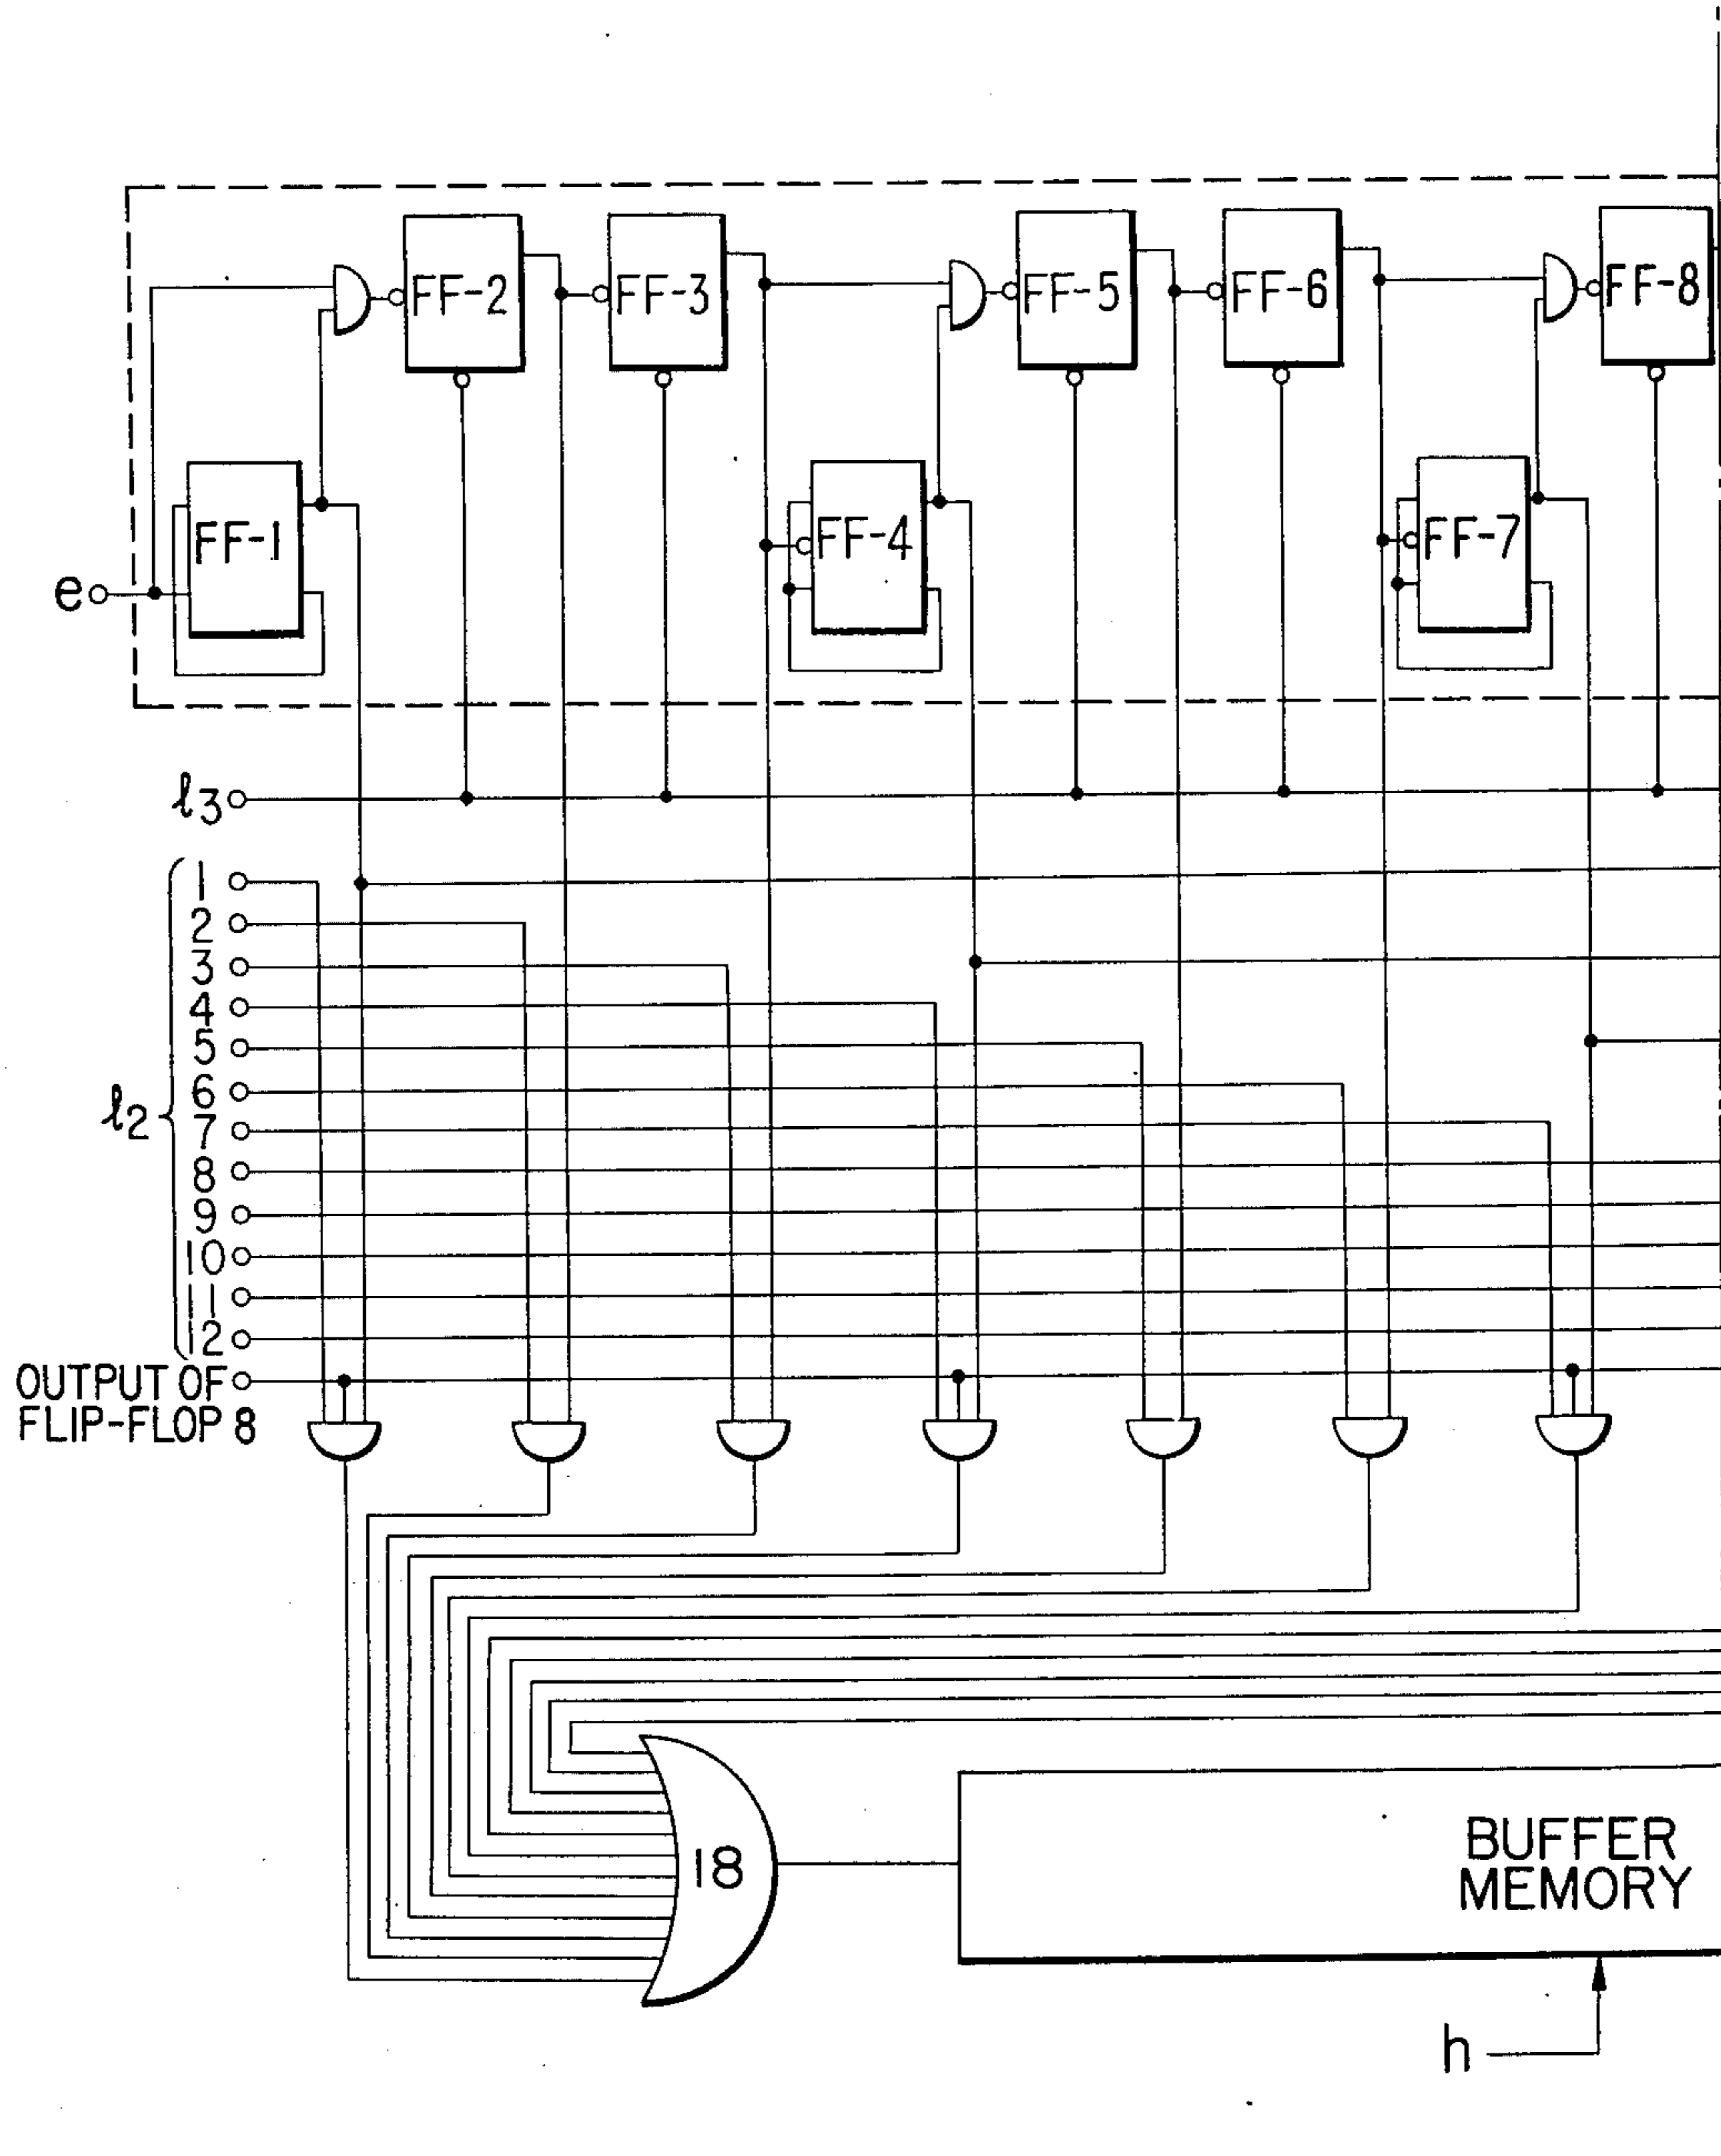 FF-2
FF-3
FF-5
FF-6
FF-8
FF-1
FF-4
FF-7
e
ℓ3
1
2
3
4
5
6
7
8
9
10
11
12
ℓ2
OUTPUT OF
FLIP-FLOP 8
18
BUFFER
MEMORY
h